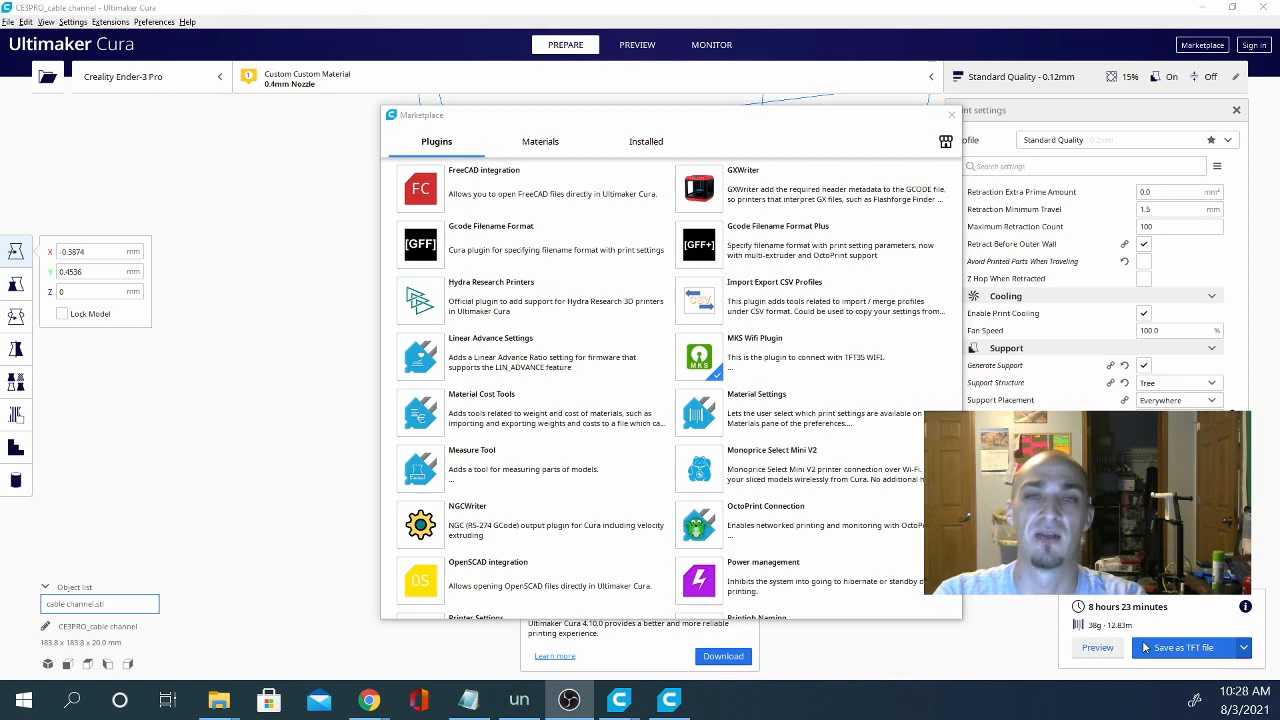 CE3PRO_cable channel - Ultimaker Cura
File Edit View Settings Extensions Preferences Help
Ultimaker Cura
PREPARE
PREVIEW
MONITOR
Marketplace
Sign in
Creality Ender-3 Pro
1
Custom Custom Material
0.4mm Nozzle
Standard Quality - 0.12mm
15%
On
Off
Marketplace
Plugins
Materials
Installed
FreeCAD integration
Allows you to open FreeCAD files directly in Ultimaker Cura.
FC
GXWriter
GXWriter add the required header metadata to the GCODE file,
so printers that interpret GX files, such as Flashforge Finder ...
Gcode Filename Format
Cura plugin for specifying filename format with print settings
[GFF]
Gcode Filename Format Plus
Specify filename format with print setting parameters, now
with multi-extruder and OctoPrint support
[GFF+]
Hydra Research Printers
Official plugin to add support for Hydra Research 3D printers
in Ultimaker Cura
Import Export CSV Profiles
This plugin adds tools related to import / merge profiles
under CSV format. Could be used to copy your settings from...
CSV
Linear Advance Settings
Adds a Linear Advance Ratio setting for firmware that
supports the LIN_ADVANCE feature
MKS Wifi Plugin
This is the plugin to connect with TFT35 WIFI.
...
MKS
Material Cost Tools
Adds tools related to weight and cost of materials, such as
importing and exporting weights and costs to a file which ca...
Material Settings
Lets the user select which print settings are available on
Materials pane of the preferences....
Measure Tool
Adds a tool for measuring parts of models.
...
Monoprice Select Mini V2
Monoprice Select Mini V2 printer connection over Wi-Fi.
your sliced models wirelessly from Cura. No additional h
NGCWriter
NGC (RS-274 GCode) output plugin for Cura including velocity
extruding
OctoPrint Connection
Enables networked printing and monitoring with OctoP
...
OpenSCAD integration
Allows opening OpenSCAD files directly in Ultimaker Cura.
OS
Power management
Inhibits the system into going to hibernate or standby d
printing.
Printer Settings
Naming
Ultimaker Cura 4.10.0 provides a better and more reliable
printing experience.
Learn more
Download
nt settings
ofile
Standard Quality - 0.2mm
Search settings
Retraction Extra Prime Amount 0.0 mm³
Retraction Minimum Travel 1.5 mm
Maximum Retraction Count 100
Retract Before Outer Wall
Avoid Printed Parts When Traveling
Z Hop When Retracted
Cooling
Enable Print Cooling
Fan Speed 100.0 %
Support
Generate Support
Support Structure Tree
Support Placement Everywhere
X -0.3874 mm
Y 0.4536 mm
Z 0 mm
Lock Model
Object list
cable channel.stl
CE3PRO_cable channel
183.8 x 183.8 x 20.0 mm
8 hours 23 minutes
38g · 12.83m
Preview
Save as TFT file
un
10:28 AM
8/3/2021